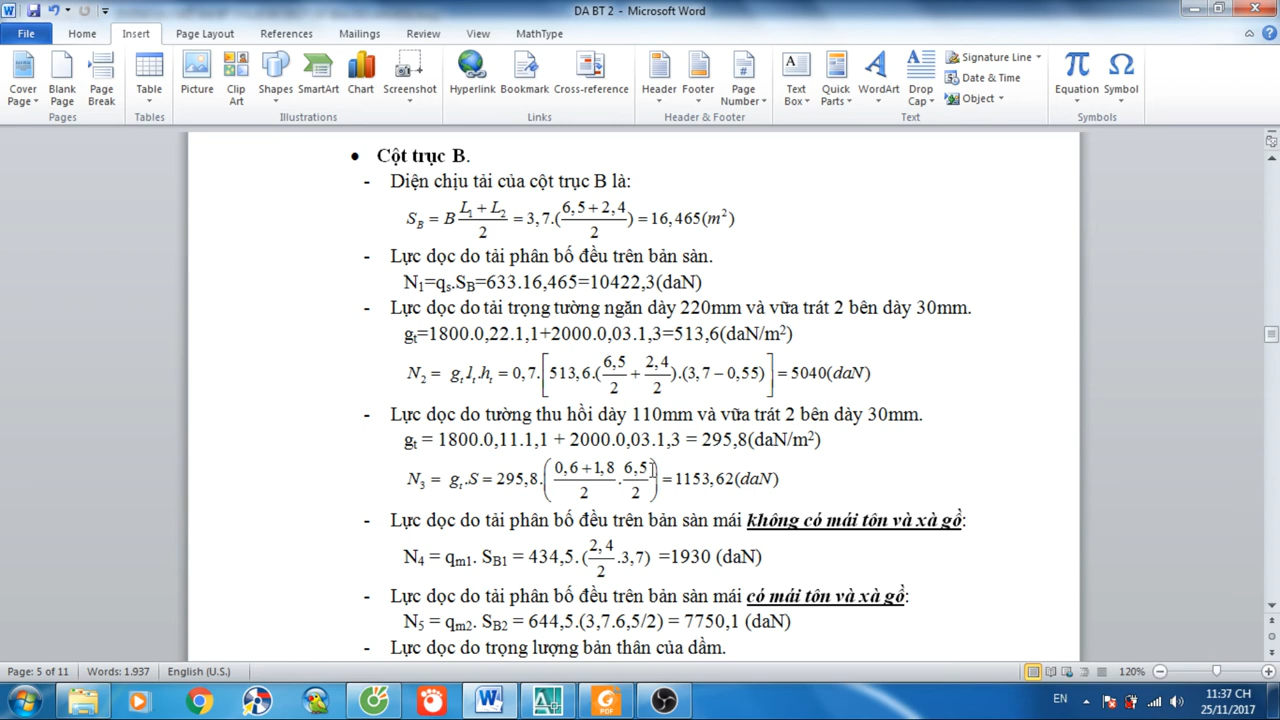 DA BT 2 - Microsoft Word
File Home Insert Page Layout References Mailings Review View MathType
Cover Page Blank Page Page Break Table Picture Clip Art Shapes SmartArt Chart Screenshot Hyperlink Bookmark Cross-reference Header Footer Page Number Text Box Quick Parts WordArt Drop Cap Signature Line Date & Time Object Equation Symbol
Pages Tables Illustrations Links Header & Footer Text Symbols
• Cột trục B.
- Diện chịu tải của cột trục B là:
S_B = B (L_1 + L_2)/2 = 3,7.((6,5 + 2,4)/2) = 16,465(m²)
- Lực dọc do tải phân bố đều trên bản sàn.
N₁=qₛ.S_B=633.16,465=10422,3(daN)
- Lực dọc do tải trọng tường ngăn dày 220mm và vữa trát 2 bên dày 30mm.
gₜ=1800.0,22.1,1+2000.0,03.1,3=513,6(daN/m²)
N₂ = gₜ.lₜ.hₜ = 0,7.[513,6.(6,5/2 + 2,4/2).(3,7 − 0,55)] = 5040(daN)
- Lực dọc do tường thu hồi dày 110mm và vữa trát 2 bên dày 30mm.
gₜ = 1800.0,11.1,1 + 2000.0,03.1,3 = 295,8(daN/m²)
N₃ = gₜ.S = 295,8.((0,6 + 1,8)/2 . 6,5/2) = 1153,62(daN)
- Lực dọc do tải phân bố đều trên bản sàn mái không có mái tôn và xà gồ:
N₄ = q_m1. S_B1 = 434,5.(2,4/2 .3,7) =1930 (daN)
- Lực dọc do tải phân bố đều trên bản sàn mái có mái tôn và xà gồ:
N₅ = q_m2. S_B2 = 644,5.(3,7.6,5/2) = 7750,1 (daN)
- Lực dọc do trọng lượng bản thân của dầm.
Page: 5 of 11 Words: 1.937 English (U.S.) 120%
PDF
EN 11:37 CH
25/11/2017